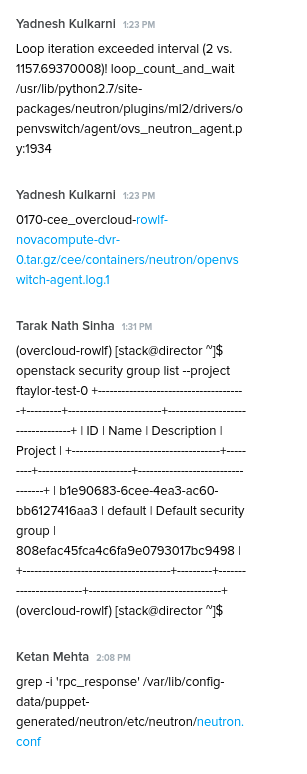 Yadnesh Kulkarni 1:23 PM
Loop iteration exceeded interval (2 vs.
1157.69370008)! loop_count_and_wait
/usr/lib/python2.7/site-
packages/neutron/plugins/ml2/drivers/o
penvswitch/agent/ovs_neutron_agent.p
y:1934
Yadnesh Kulkarni 1:23 PM
0170-cee_overcloud-rowlf-
novacompute-dvr-
0.tar.gz/cee/containers/neutron/openvs
witch-agent.log.1
Tarak Nath Sinha 1:31 PM
(overcloud-rowlf) [stack@director ~]$
openstack security group list --project
ftaylor-test-0 +-------------------------------------
-+---------+------------------------+--------------------
--------------+ | ID | Name | Description |
Project | +--------------------------------------+-----
----+------------------------+---------------------------
-------+ | b1e90683-6cee-4ea3-ac60-
bb6127416aa3 | default | Default security
group |
808efac45fca4c6fa9e0793017bc9498 |
+--------------------------------------+---------+-------
-----------------+----------------------------------+
(overcloud-rowlf) [stack@director ~]$
Ketan Mehta 2:08 PM
grep -i 'rpc_response' /var/lib/config-
data/puppet-
generated/neutron/etc/neutron/neutron.
conf